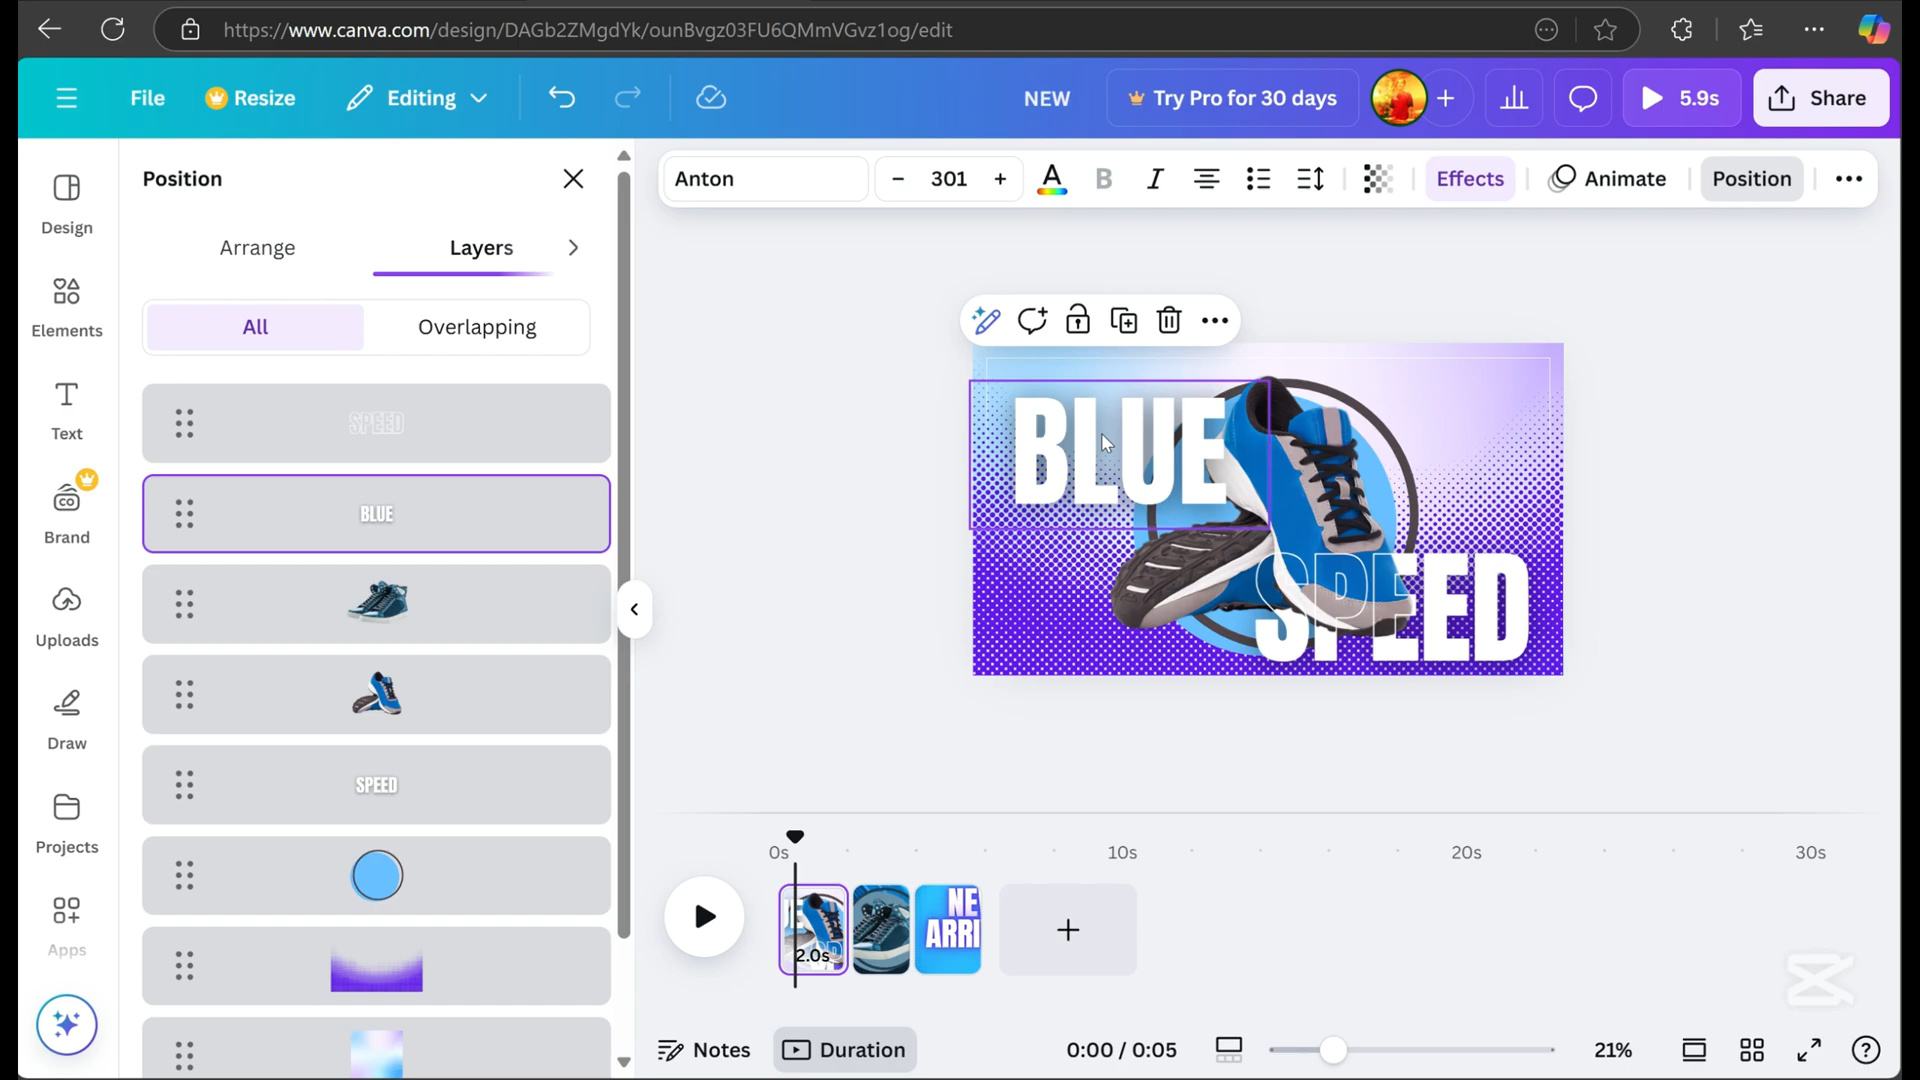 https://www.canva.com/design/DAGb2ZMgdYk/ounBvgz03FU6QMmVGvz1og/edit
File
Resize
Editing
NEW
Try Pro for 30 days
5.9s
Share
Design
Elements
Text
Brand
Uploads
Draw
Projects
Apps
Position
Arrange
Layers
All
Overlapping
SPEED
BLUE
SPEED
Anton
301
Effects
Animate
Position
BLUE
SPEED
0s
10s
20s
30s
2.0s
NE
ARRI
Notes
Duration
0:00 / 0:05
21%